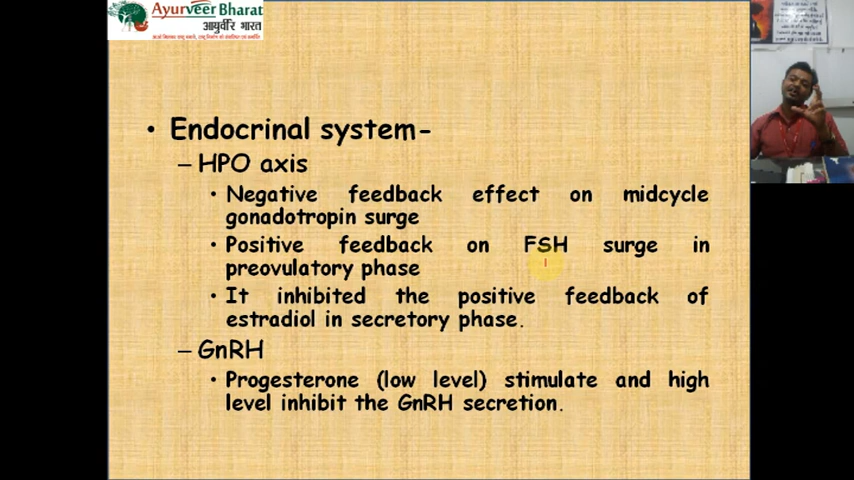 Ayurveer Bharat
आयुर्वीर भारत
• Endocrinal system-
– HPO axis
• Negative feedback effect on midcycle
gonadotropin surge
• Positive feedback on FSH surge in
preovulatory phase
• It inhibited the positive feedback of
estradiol in secretory phase.
– GnRH
• Progesterone (low level) stimulate and high
level inhibit the GnRH secretion.